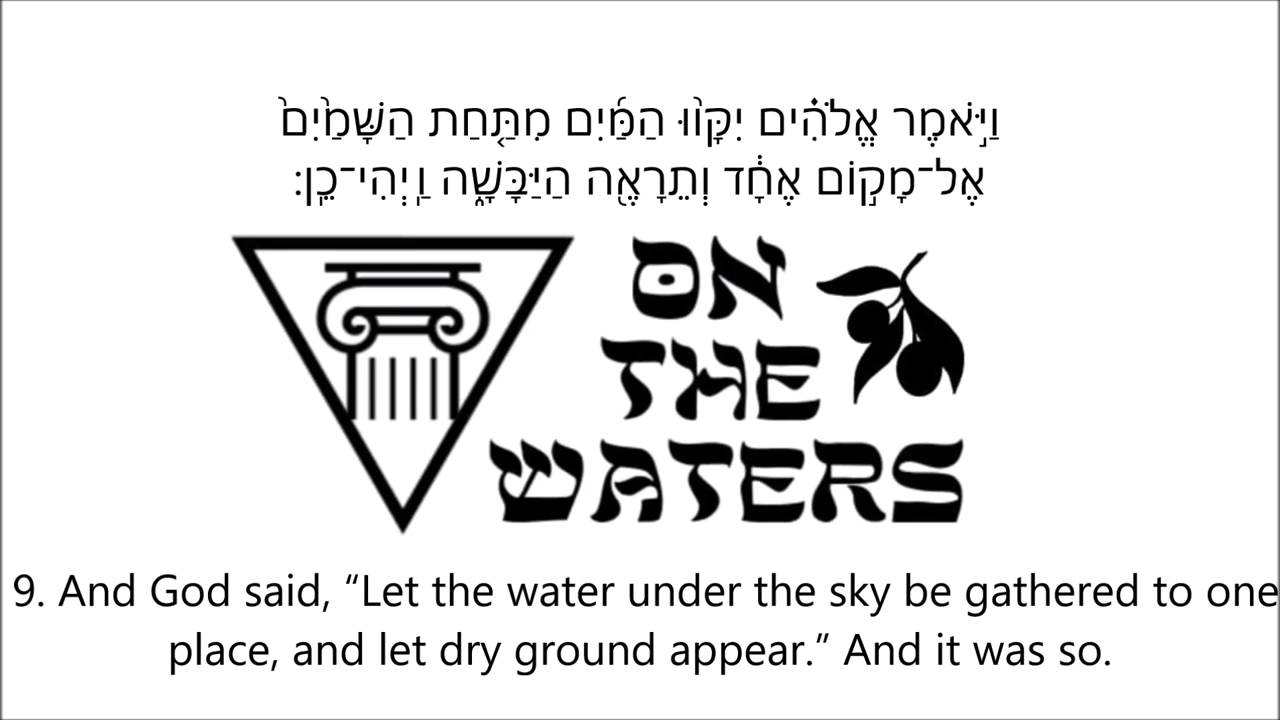 וַיֹּ֣אמֶר אֱלֹהִ֗ים יִקָּו֨וּ הַמַּ֜יִם מִתַּ֤חַת הַשָּׁמַ֙יִם֙
אֶל־מָק֣וֹם אֶחָ֔ד וְתֵרָאֶ֖ה הַיַּבָּשָׁ֑ה וַֽיְהִי־כֵֽן׃
ON
THE
WATERS
9. And God said, “Let the water under the sky be gathered to one
place, and let dry ground appear.” And it was so.